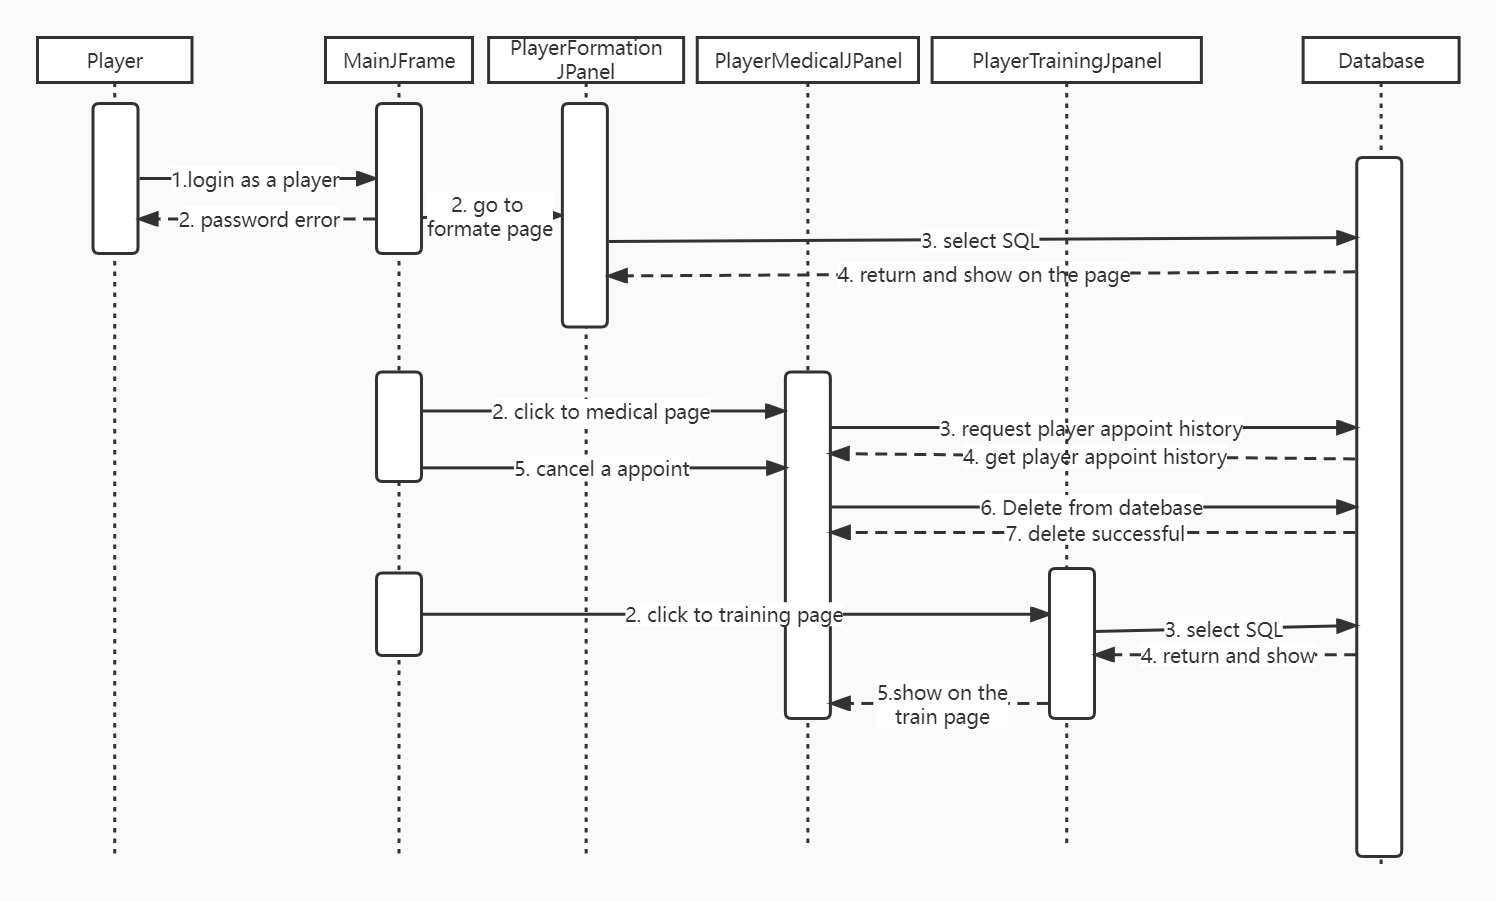 Player
MainJFrame
PlayerFormation
JPanel
PlayerMedicalJPanel
PlayerTrainingJpanel
Database
1.login as a player
2. password error
2. go to
formate page
3. select SQL
4. return and show on the page
2. click to medical page
3. request player appoint history
4. get player appoint history
5. cancel a appoint
6. Delete from datebase
7. delete successful
2. click to training page
3. select SQL
4. return and show
5.show on the
train page